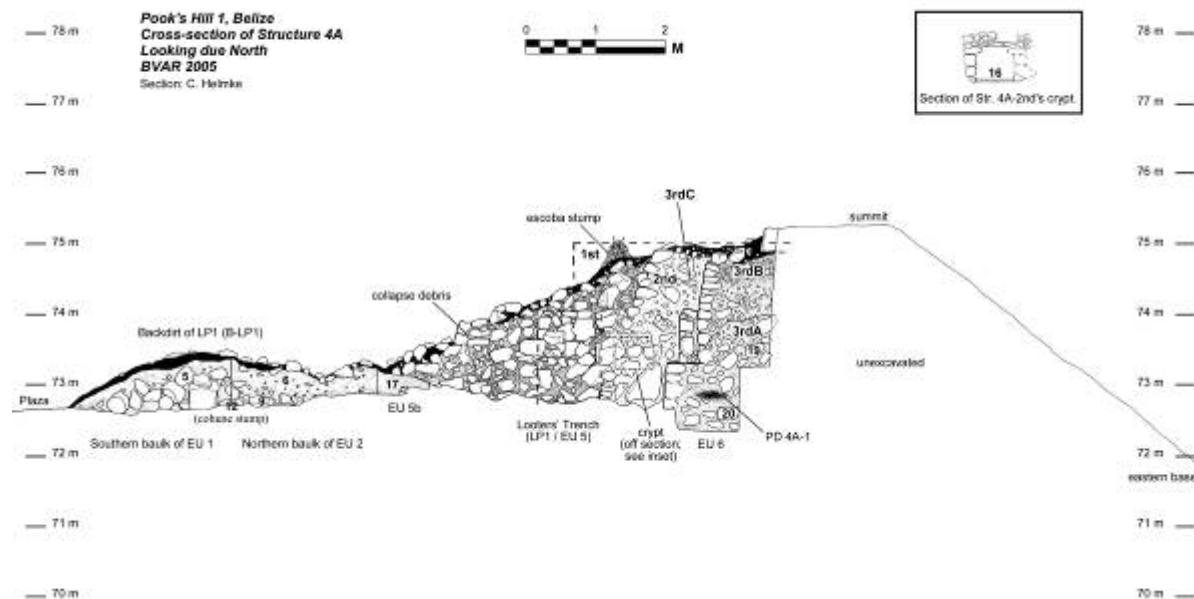 Pook's Hill 1, Belize
Cross-section of Structure 4A
Looking due North
BVAR 2005
Section: C. Helmke
0 1 2
M
16
Section of Str. 4A-2nd's crypt.
78 m
78 m
77 m
77 m
76 m
76 m
75 m
75 m
74 m
74 m
73 m
73 m
72 m
72 m
71 m
71 m
70 m
70 m
3rdC
escoba stump
summit
1st
2nd
3rdB
collapse debris
3rdA
Backdirt of LP1 (B-LP1)
unexcavated
5
6
17
Plaza
EU 5b
20
(cohune stump)
Southern baulk of EU 1
Northern baulk of EU 2
Looters' Trench
(LP1 / EU 5)
crypt
(off section;
see inset)
EU 6
PD 4A-1
eastern base